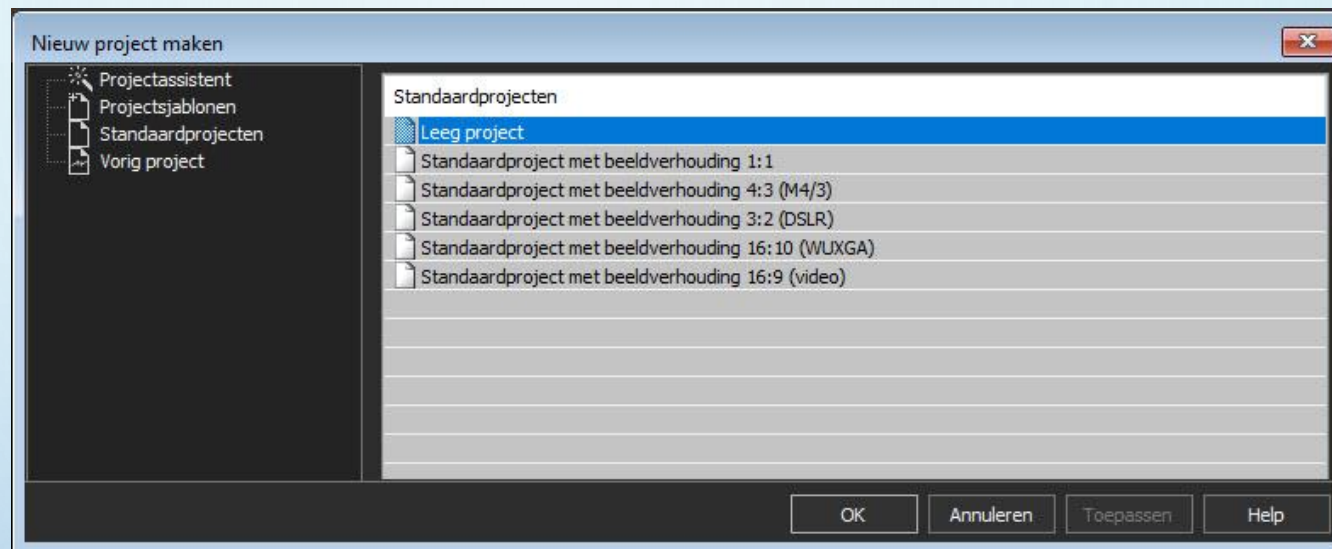 Nieuw project maken
Projectassistent
Projectsjablonen
Standaardprojecten
Vorig project
Standaardprojecten
Leeg project
Standaardproject met beeldverhouding 1:1
Standaardproject met beeldverhouding 4:3 (M4/3)
Standaardproject met beeldverhouding 3:2 (DSLR)
Standaardproject met beeldverhouding 16:10 (WUXGA)
Standaardproject met beeldverhouding 16:9 (video)
OK Annuleren Toepassen Help